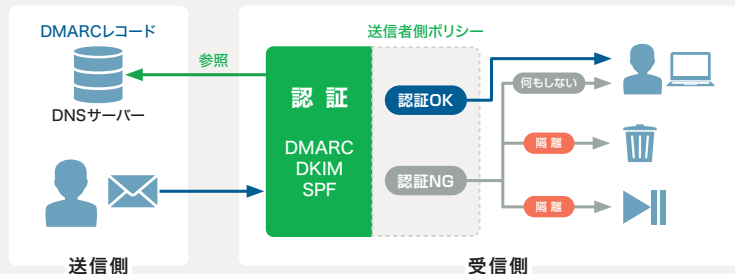 DMARCレコード
DNSサーバー
送信側
参照
送信者側ポリシー
認証
DMARC
DKIM
SPF
認証OK
認証NG
何もしない
隔離
隔離
受信側